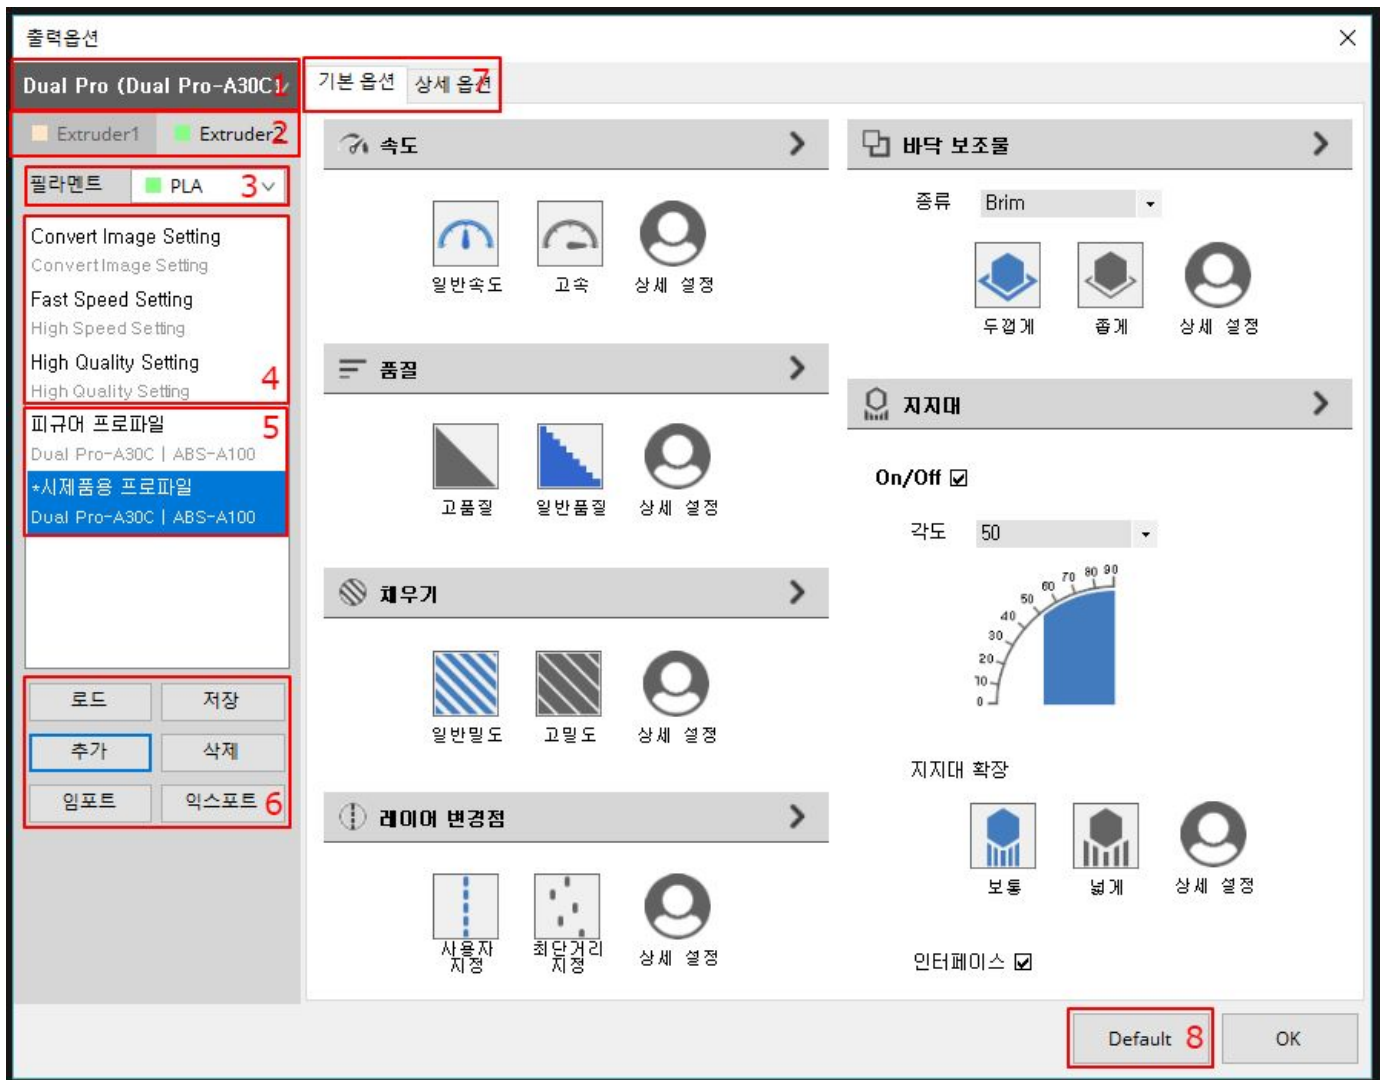 출력옵션
Dual Pro (Dual Pro-A30C) 1
Extruder1 Extruder2 2
필라멘트 PLA 3
Convert Image Setting
Convert Image Setting
Fast Speed Setting
High Speed Setting
High Quality Setting
High Quality Setting
4
피규어 프로파일
5
Dual Pro-A30C | ABS-A100
*시제품용 프로파일
Dual Pro-A30C | ABS-A100
로드 저장
추가 삭제
임포트 익스포트 6
기본 옵션 상세 옵션 7
속도
일반속도 고속 상세 설정
품질
고품질 일반품질 상세 설정
채우기
일반밀도 고밀도 상세 설정
레이어 변경점
사용자 지정
최단거리 지정
상세 설정
바닥 보조물
종류 Brim
두껍게 좁게 상세 설정
지지대
On/Off
각도 50
0 10 20 30 40 50 60 70 80 90
지지대 확장
보통 넓게 상세 설정
인터페이스
Default 8 OK